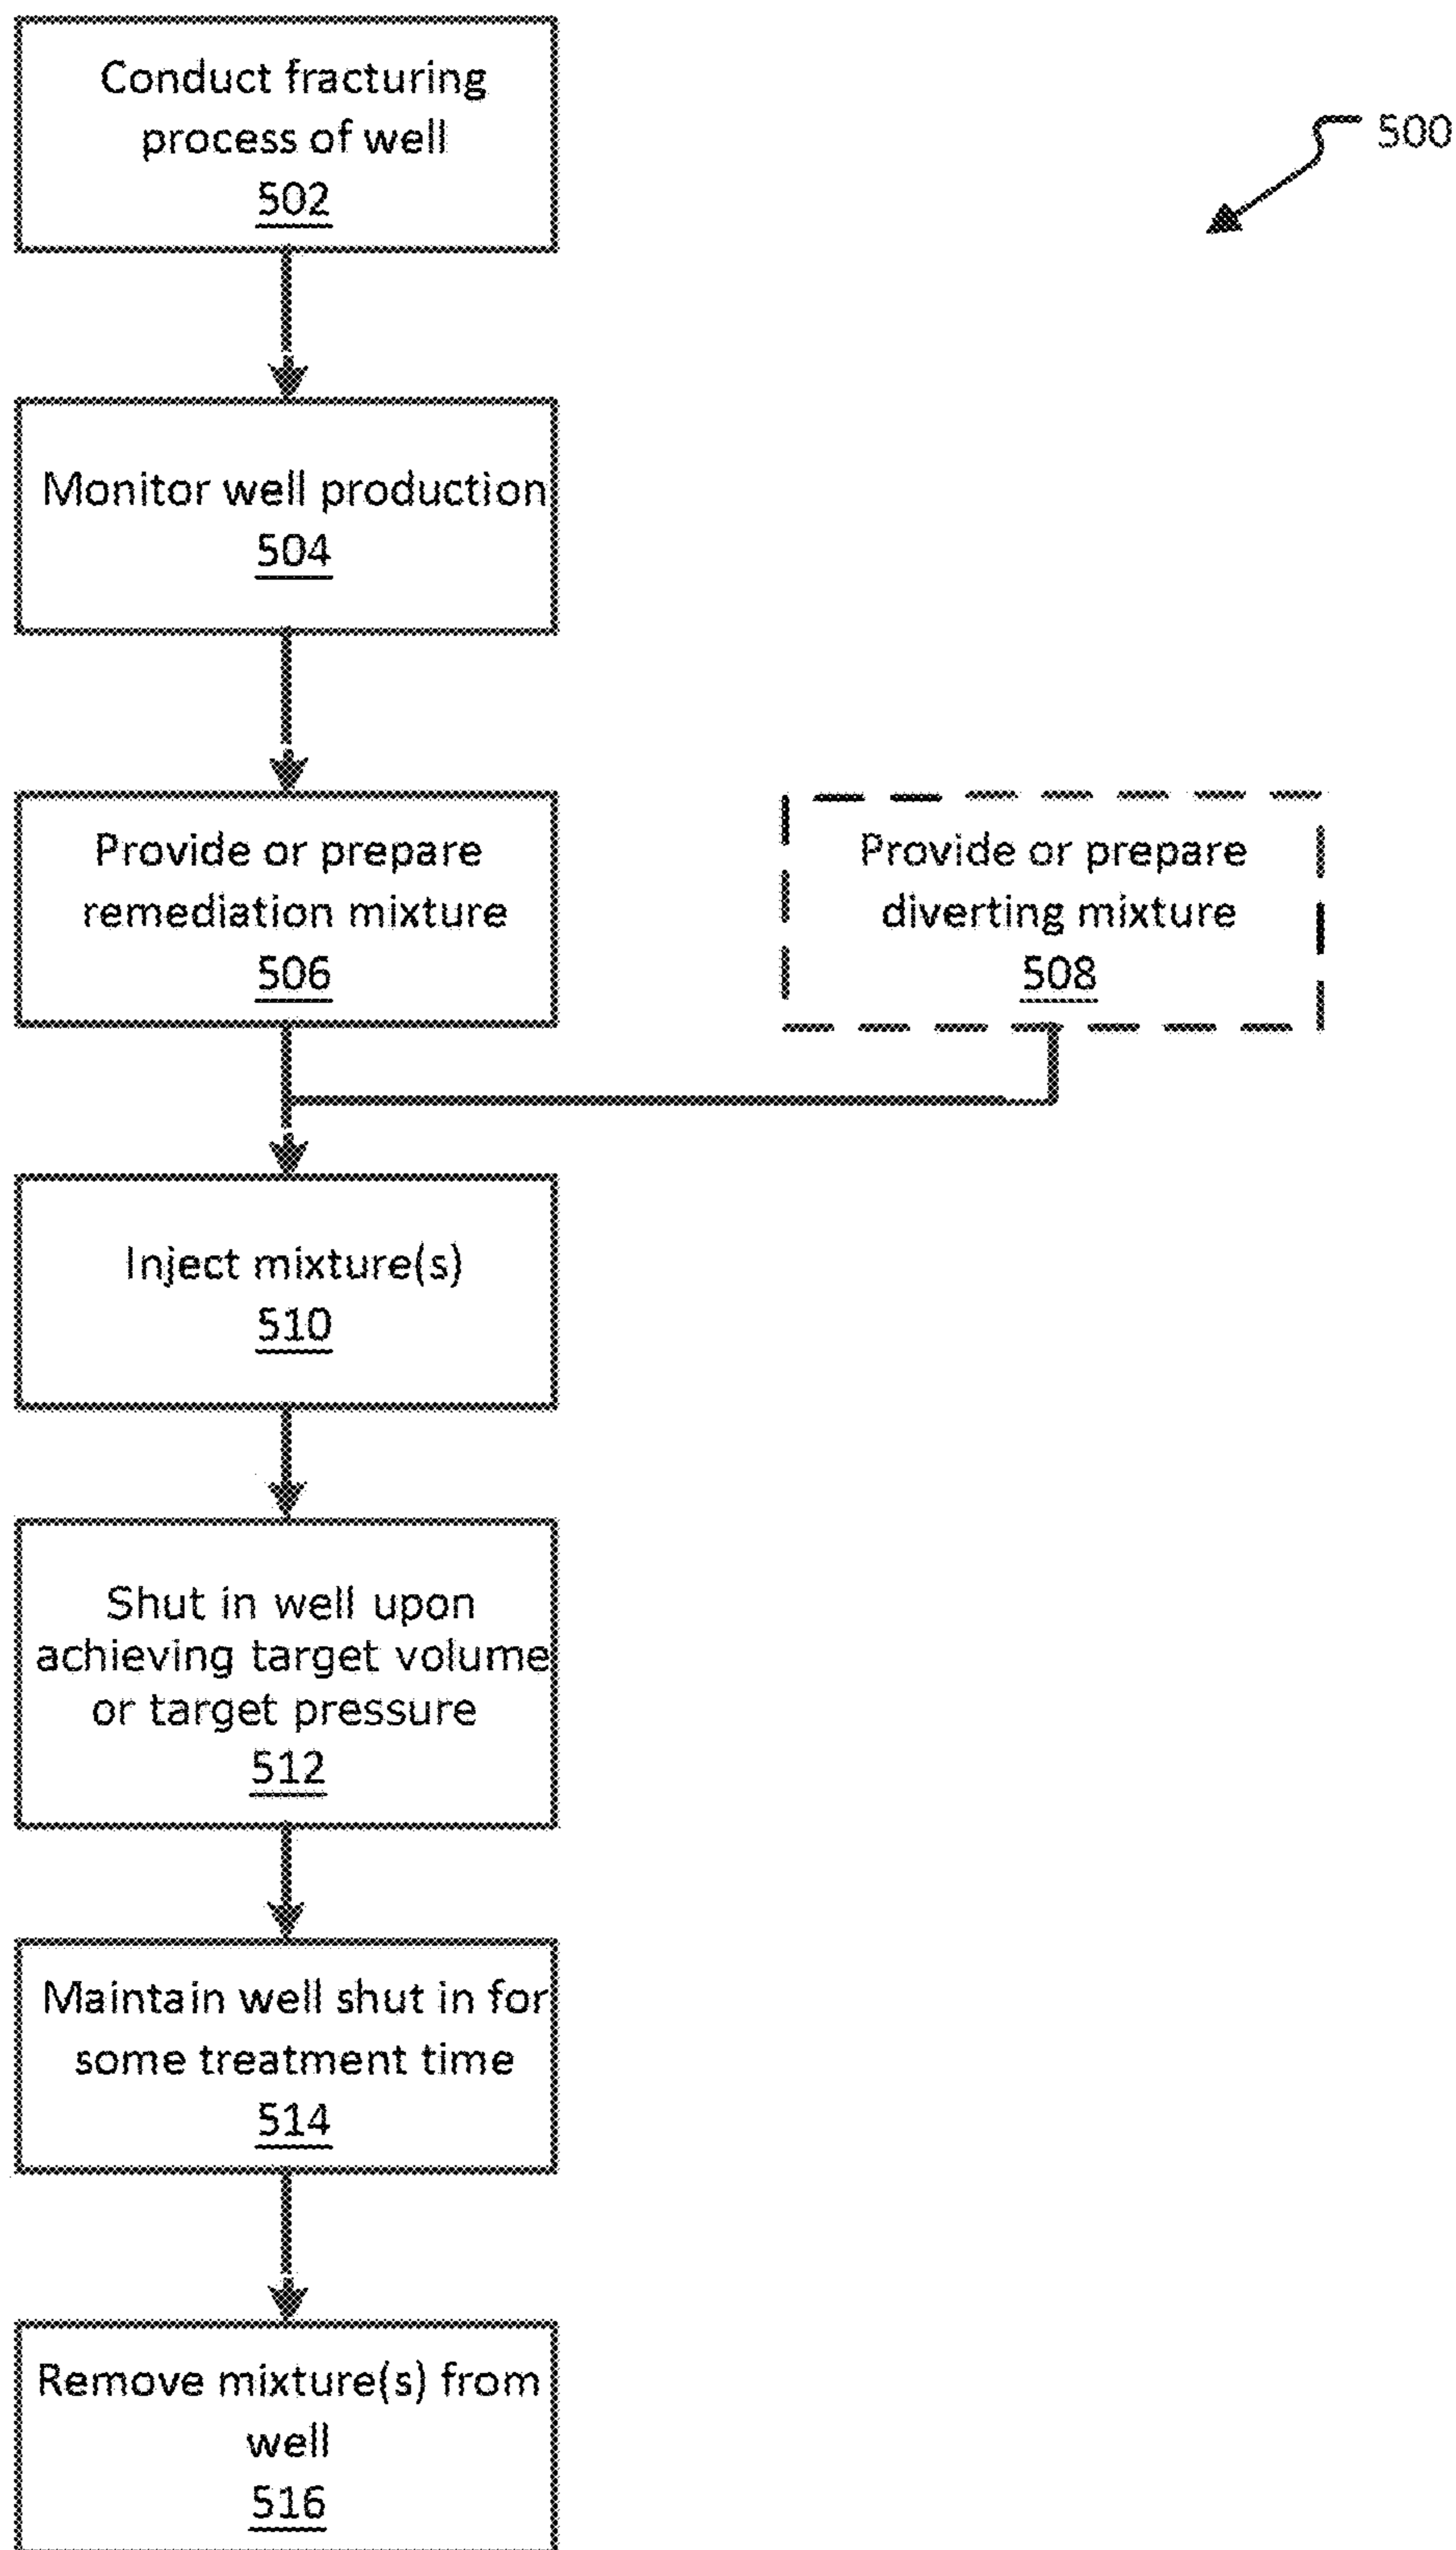 Conduct fracturing
process of well
502
500
Monitor well production
504
Provide or prepare
remediation mixture
506
Provide or prepare
diverting mixture
508
Inject mixture(s)
510
Shut in well upon
achieving target volume
or target pressure
512
Maintain well shut in for
some treatment time
514
Remove mixture(s) from
well
516